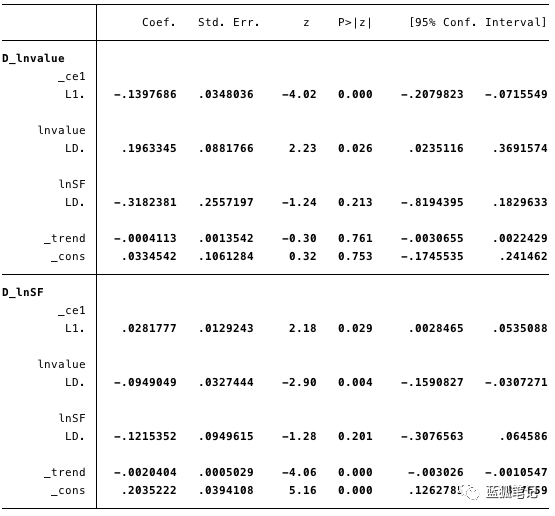 Coef. Std. Err. z P>|z| [95% Conf. Interval]
D_lnvalue
_ce1
L1. -.1397686 .0348036 -4.02 0.000 -.2079823 -.0715549
lnvalue
LD. .1963345 .0881766 2.23 0.026 .0235116 .3691574
lnSF
LD. -.3182381 .2557197 -1.24 0.213 -.8194395 .1829633
_trend -.0004113 .0013542 -0.30 0.761 -.0030655 .0022429
_cons .0334542 .1061284 0.32 0.753 -.1745535 .241462
D_lnSF
_ce1
L1. .0281777 .0129243 2.18 0.029 .0028465 .0535088
lnvalue
LD. -.0949049 .0327444 -2.90 0.004 -.1590827 -.0307271
lnSF
LD. -.1215352 .0949615 -1.28 0.201 -.3076563 .064586
_trend -.0020404 .0005029 -4.06 0.000 -.003026 -.0010547
_cons .2035222 .0394108 5.16 0.000
蓝狐笔记